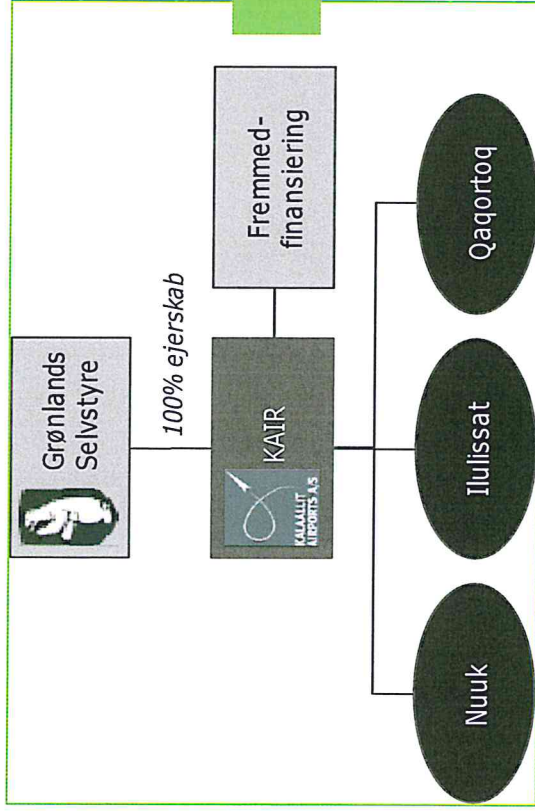 Grønlands
Selvstyre
100% ejerskab
KALAALLIT
AIRPORTS A/S
KAIR
Fremmed-
finansiering
Nuuk
Ilulissat
Qaqortoq